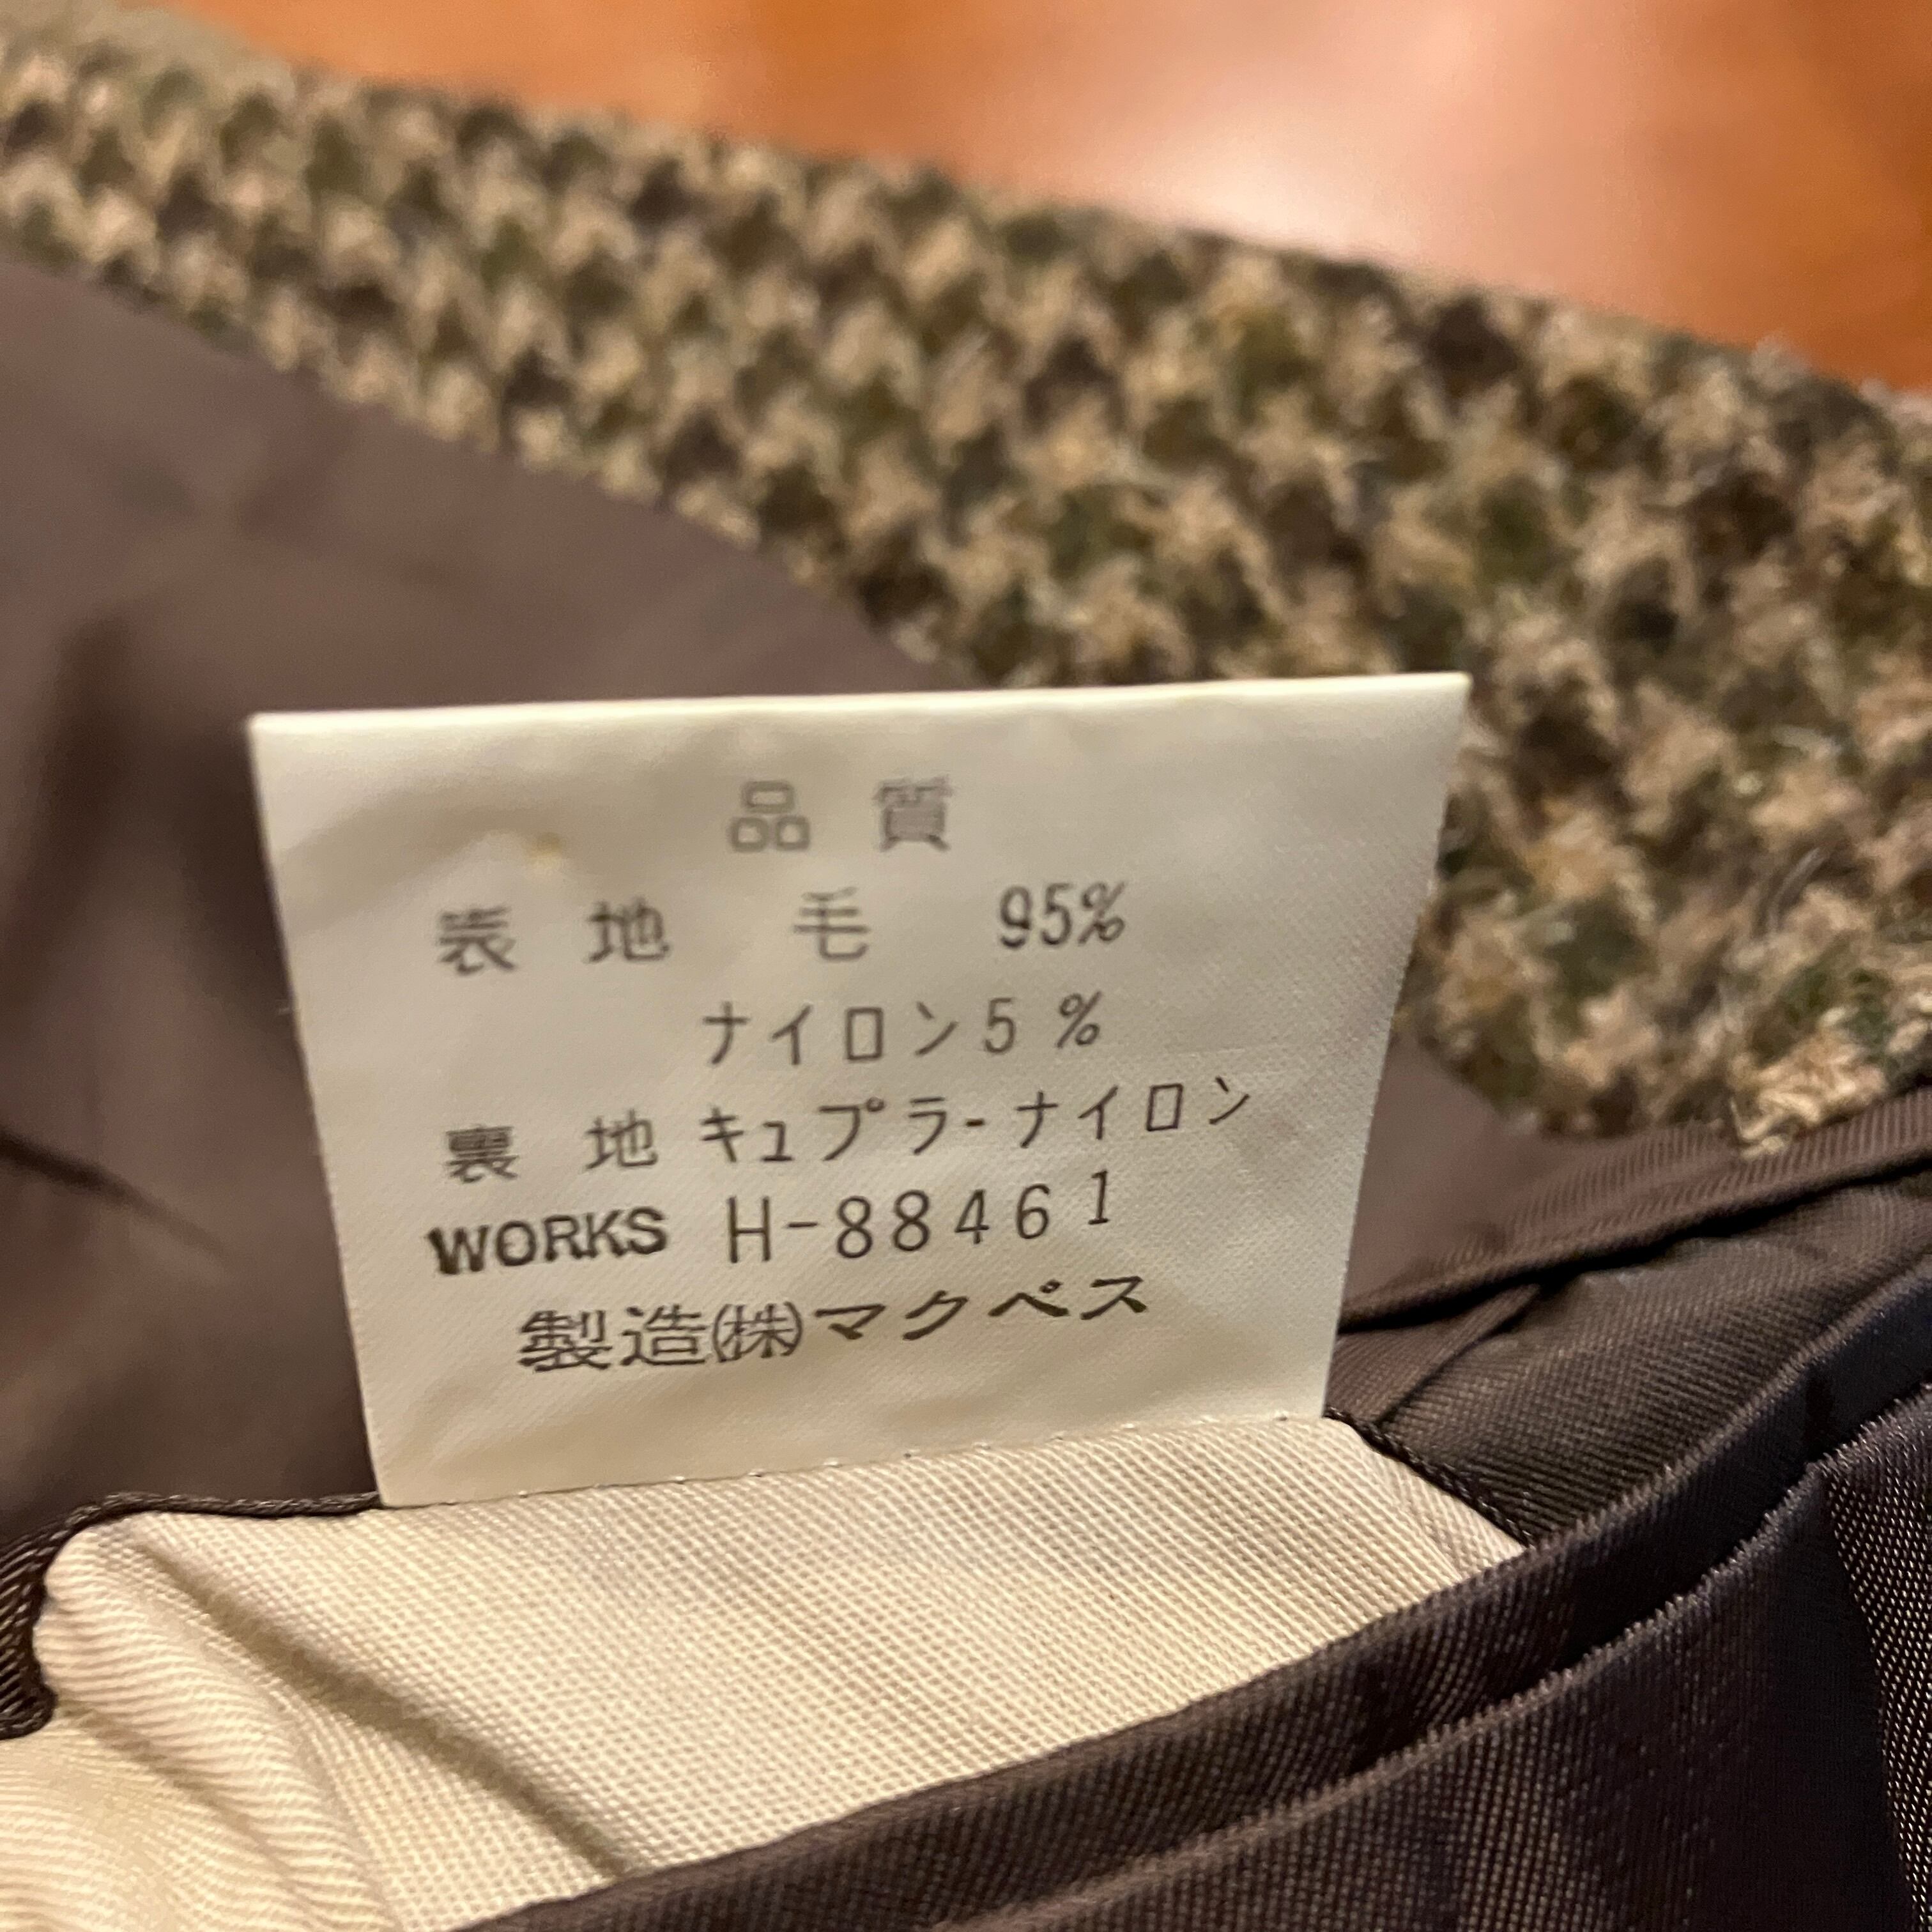 品質
表地 毛 95%
ナイロン5%
裏地 キュプラ-ナイロン
WORKS H-88461
製造㈱マクベス